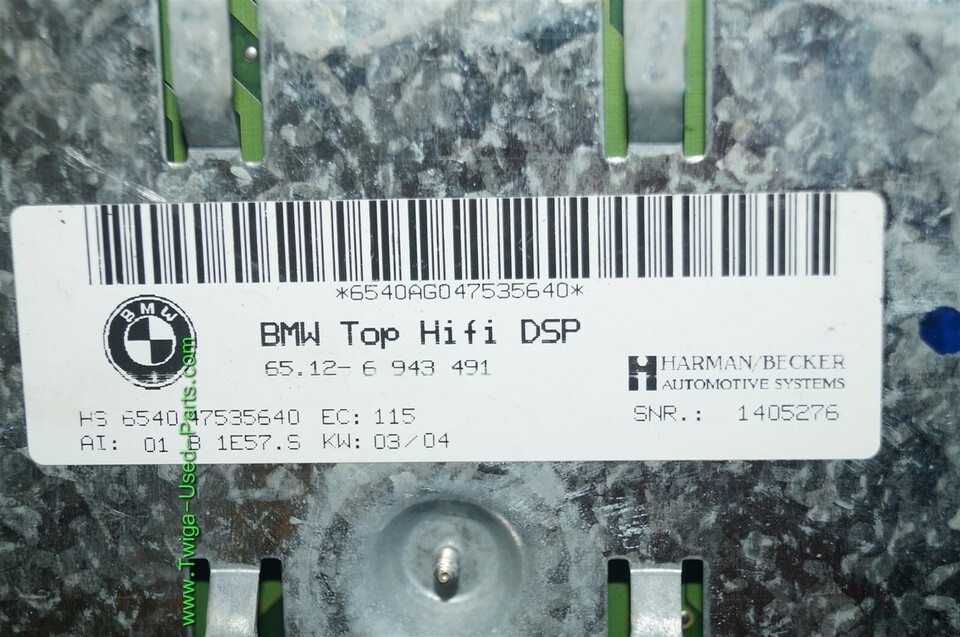 *6540AG047535640*
BMW
BMW Top Hifi DSP
65.12- 6 943 491
HARMAN/BECKER
AUTOMOTIVE SYSTEMS
HS 6540 47535640 EC: 115
SNR.: 1405276
AI: 01 B 1E57.S KW: 03/04
www.Twiga-Used-Parts.com